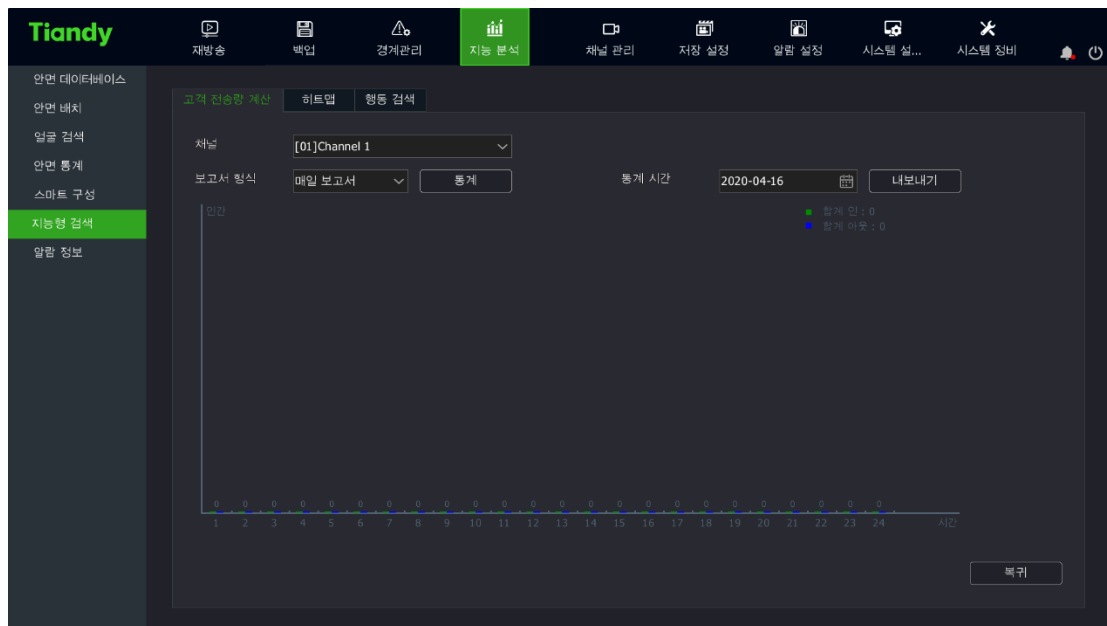 Tiandy
재방송 백업 경계관리 지능 분석 채널 관리 저장 설정 알람 설정 시스템 설... 시스템 정비
안면 데이터베이스
안면 배치
얼굴 검색
안면 통계
스마트 구성
지능형 검색
알람 정보
고객 전송량 계산 히트맵 행동 검색
채널 [01]Channel 1
보고서 형식 매일 보고서 통계 통계 시간 2020-04-16 내보내기
인간
합계 인 : 0
합계 아웃 : 0
0 0 0 0 0 0 0 0 0 0 0 0 0 0 0 0 0 0 0 0 0 0 0 0
1 2 3 4 5 6 7 8 9 10 11 12 13 14 15 16 17 18 19 20 21 22 23 24 시간
복귀